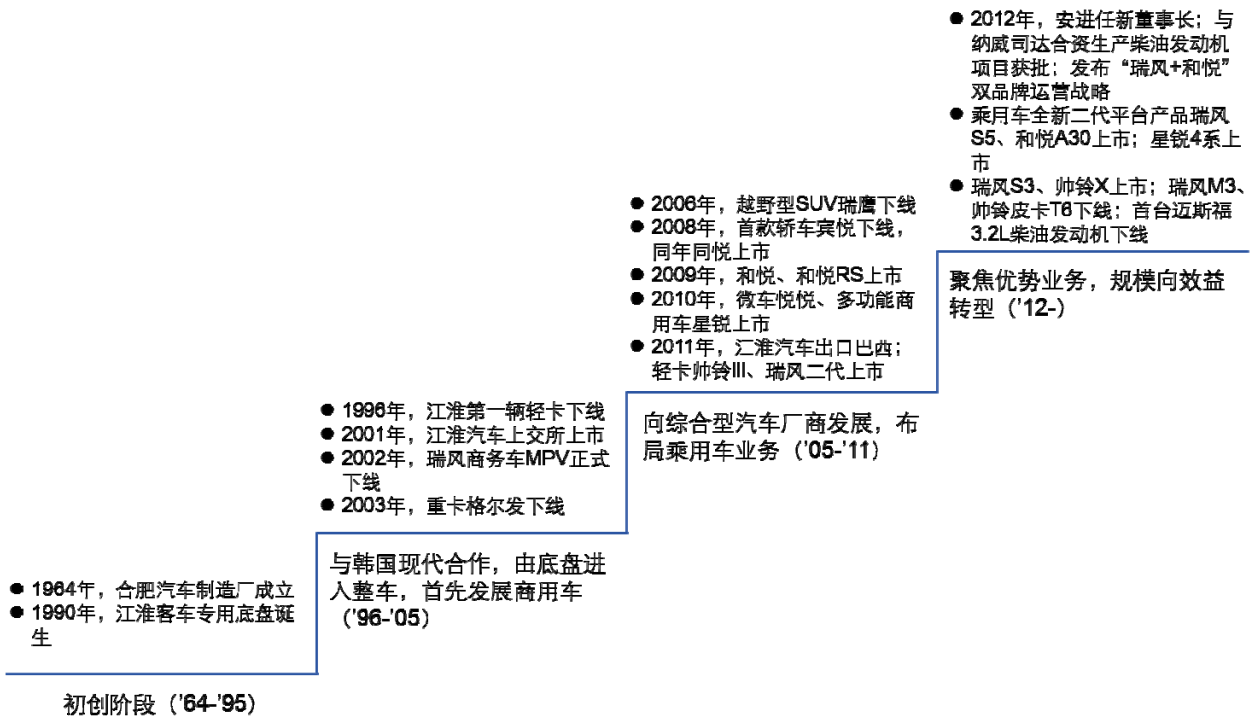 ● 2012年，安进任新董事长；与
纳威司达合资生产柴油发动机
项目获批；发布“瑞风+和悦”
双品牌运营战略
● 乘用车全新二代平台产品瑞风
S5、和悦A30上市；星锐4系上
市
● 瑞风S3、帅铃X上市；瑞风M3、
帅铃皮卡T6下线；首台迈斯福
3.2L柴油发动机下线
聚焦优势业务，规模向效益
转型（’12-）
● 2006年，越野型SUV瑞鹰下线
● 2008年，首款轿车宾悦下线，
同年同悦上市
● 2009年，和悦、和悦RS上市
● 2010年，微车悦悦、多功能商
用车星锐上市
● 2011年，江淮汽车出口巴西；
轻卡帅铃III、瑞风二代上市
向综合型汽车厂商发展，布
局乘用车业务（’05-’11）
● 1996年，江淮第一辆轻卡下线
● 2001年，江淮汽车上交所上市
● 2002年，瑞风商务车MPV正式
下线
● 2003年，重卡格尔发下线
与韩国现代合作，由底盘进
入整车，首先发展商用车
（’96-’05）
● 1964年，合肥汽车制造厂成立
● 1990年，江淮客车专用底盘诞
生
初创阶段（’64-’95）